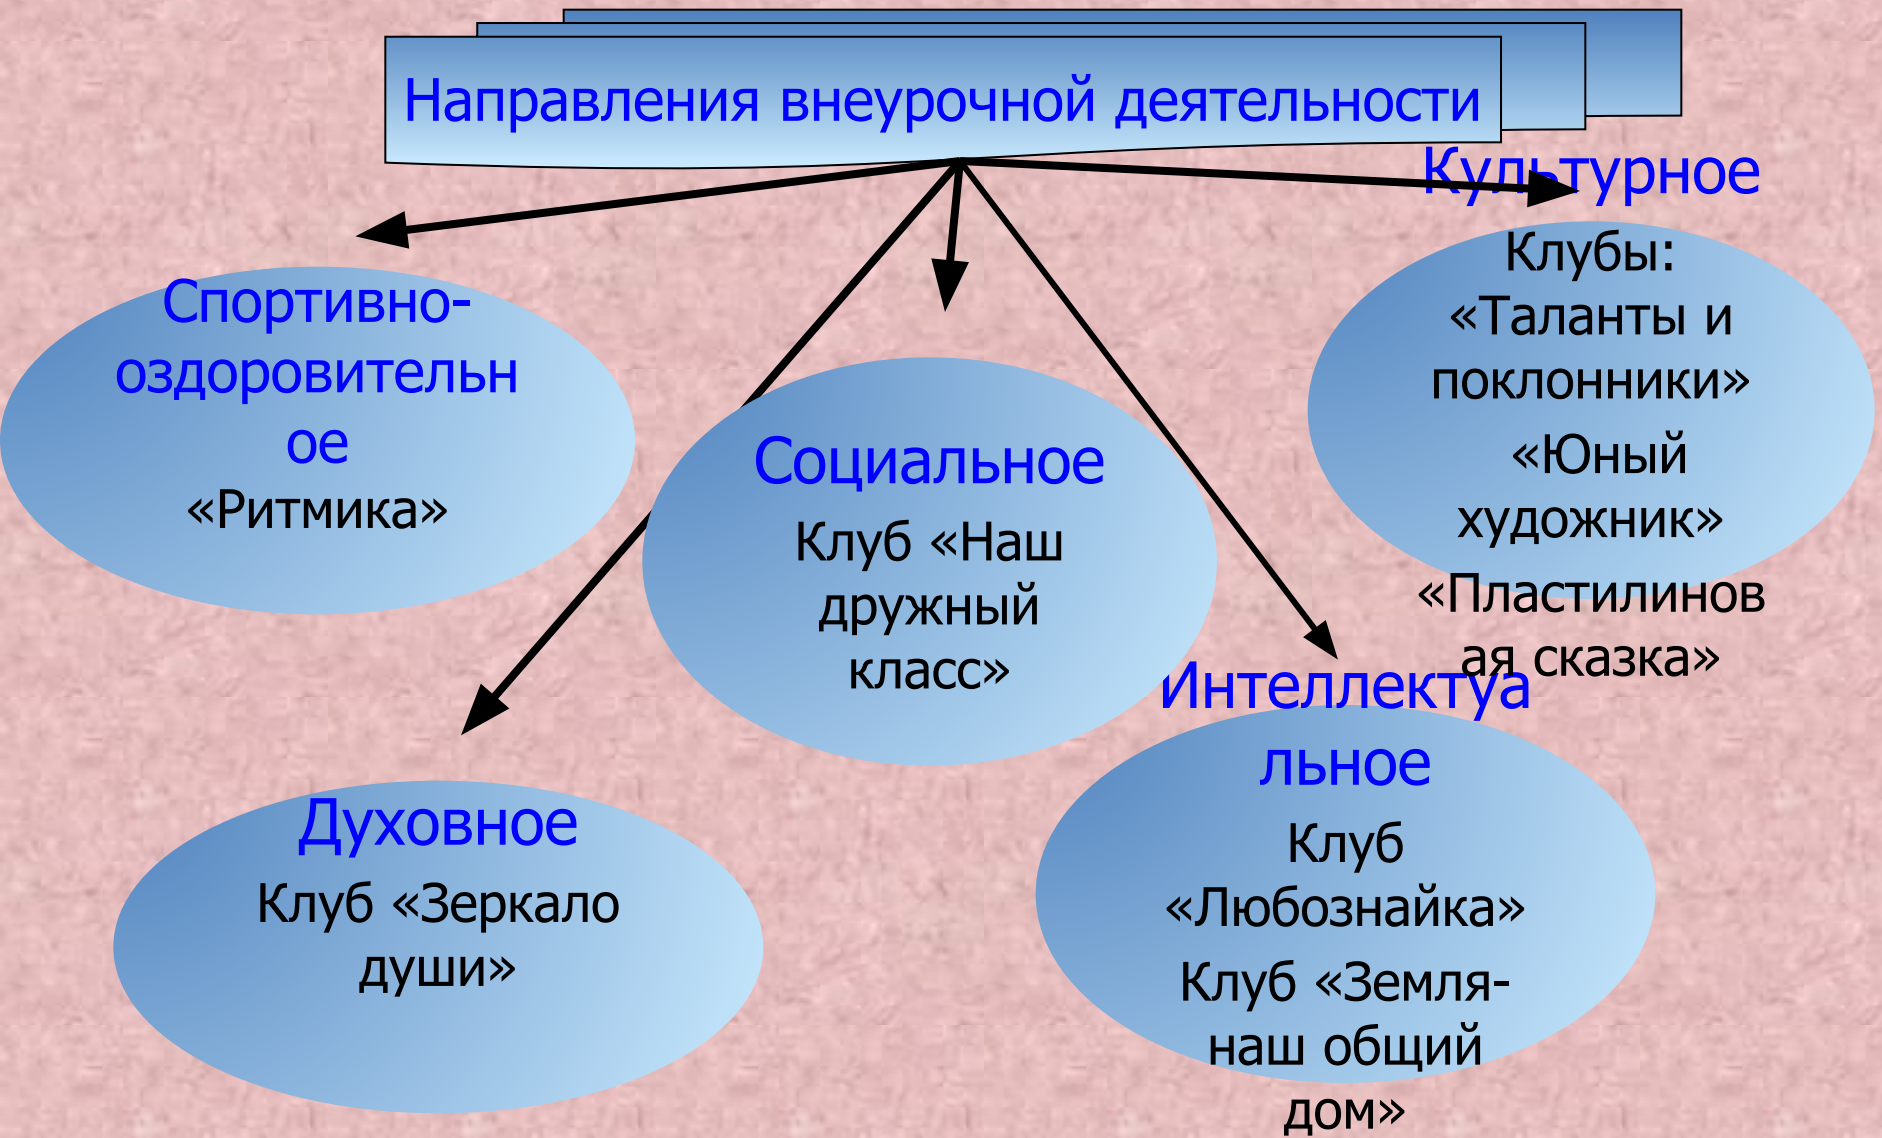 Направления внеурочной деятельности
Спортивно-
оздоровительн
ое
«Ритмика»
Духовное
Клуб «Зеркало
души»
Социальное
Клуб «Наш
дружный
класс»
Интеллектуа
льное
Клуб
«Любознайка»
Клуб «Земля-
наш общий
дом»
Культурное
Клубы:
«Таланты и
поклонники»
«Юный
художник»
«Пластилинов
ая сказка»